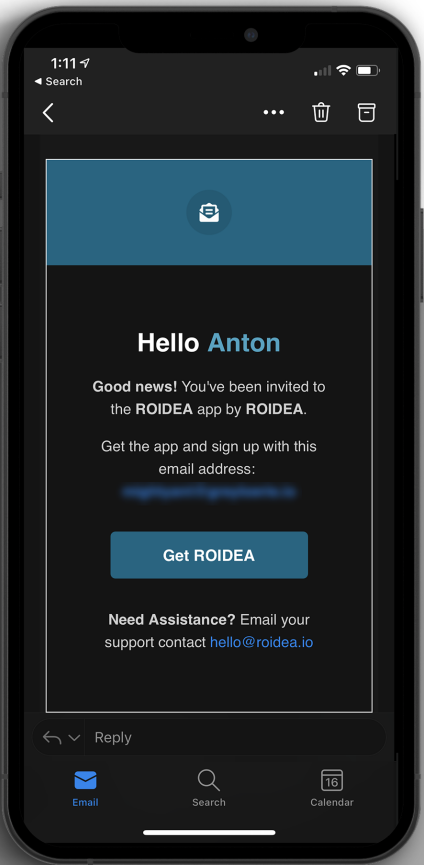 1:11
Search
Hello Anton
Good news! You've been invited to
the ROIDEA app by ROIDEA.
Get the app and sign up with this
email address:
Get ROIDEA
Need Assistance? Email your
support contact hello@roidea.io
Reply
16
Email Search Calendar